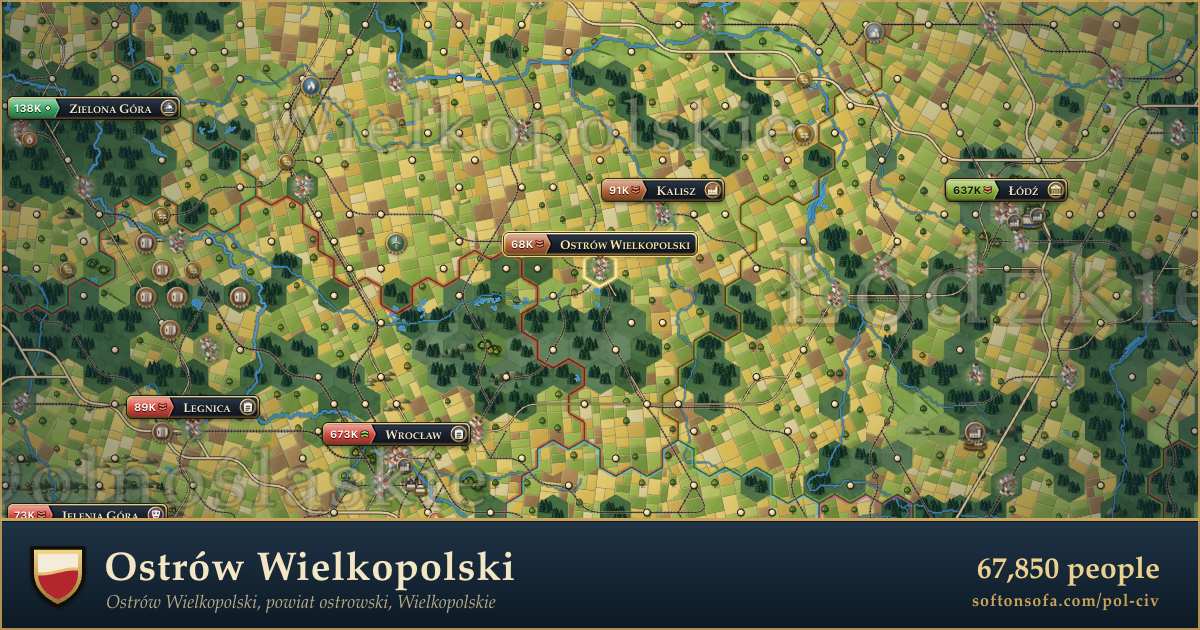 Wielkopolskie
138K ZIELONA GÓRA
91K KALISZ
637K ŁÓDŹ
68K OSTRÓW WIELKOPOLSKI
Łódzkie
89K LEGNICA
673K WROCŁAW
Dolnośląskie
73K JELENIA GÓRA
Ostrów Wielkopolski
Ostrów Wielkopolski, powiat ostrowski, Wielkopolskie
67,850 people
softonsofa.com/pol-civ